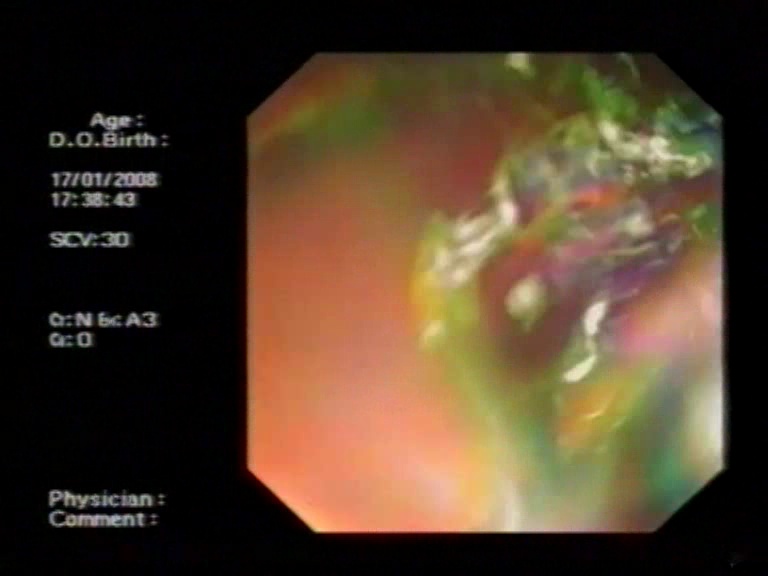 Age:
D.O.Birth:
17/01/2008
17:38:43
SCV:30
Physician:
Comment: